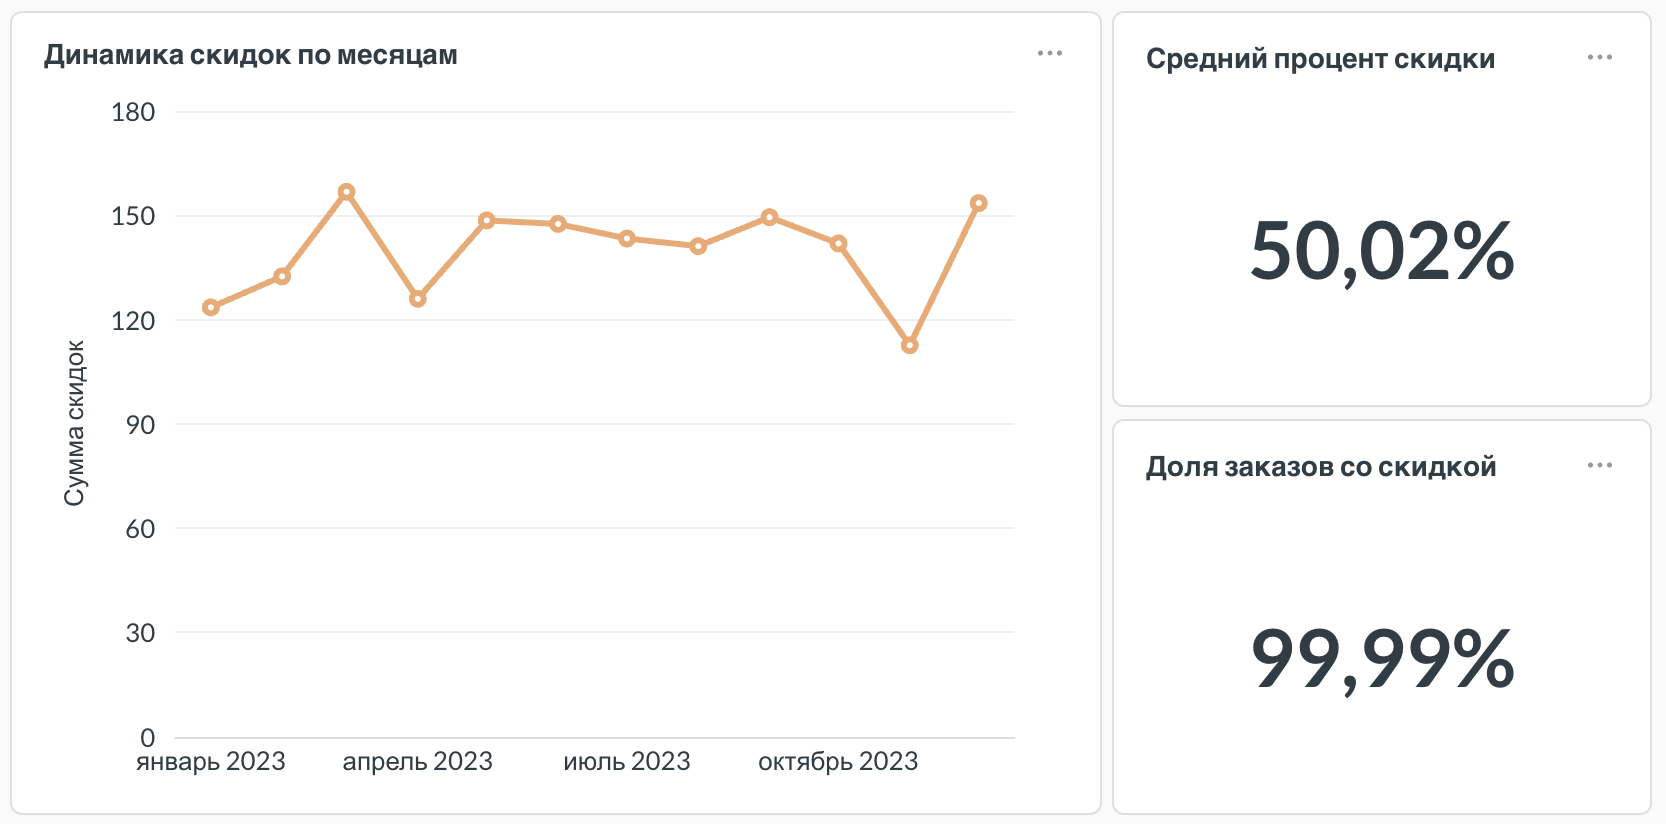 Динамика скидок по месяцам
180
150
120
90
60
30
0
Сумма скидок
январь 2023
апрель 2023
июль 2023
октябрь 2023
Средний процент скидки
50,02%
Доля заказов со скидкой
99,99%